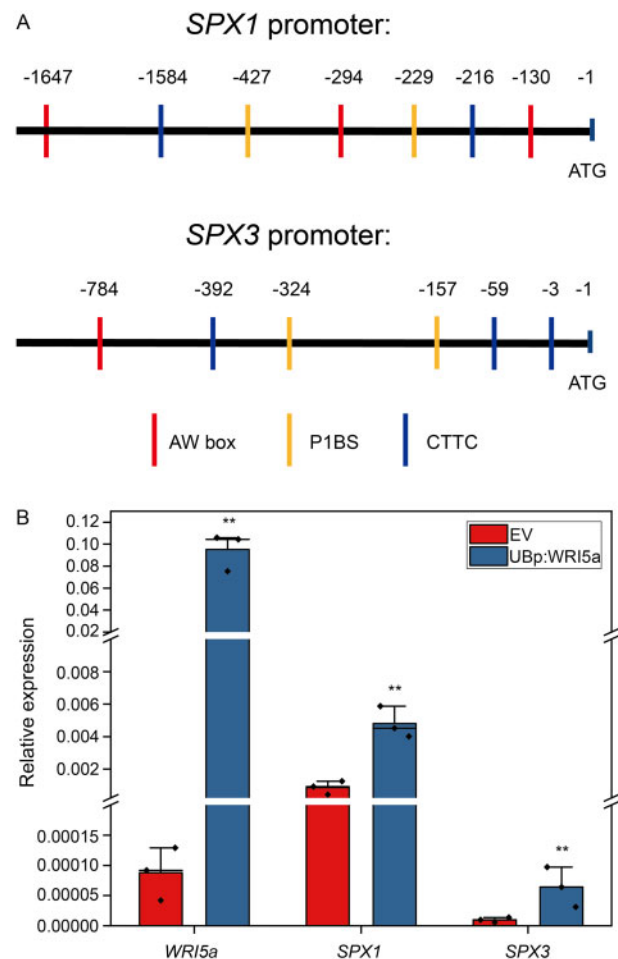 A
SPX1 promoter:
-1647 -1584 -427 -294 -229 -216 -130 -1
ATG
SPX3 promoter:
-784 -392 -324 -157 -59 -3 -1
ATG
AW box P1BS CTTC
B
Relative expression
0.12
0.10
0.08
0.06
0.04
0.02
0.008
0.006
0.004
0.002
0.00015
0.00010
0.00005
0.00000
**
**
**
EV
UBp:WRI5a
WRI5a SPX1 SPX3